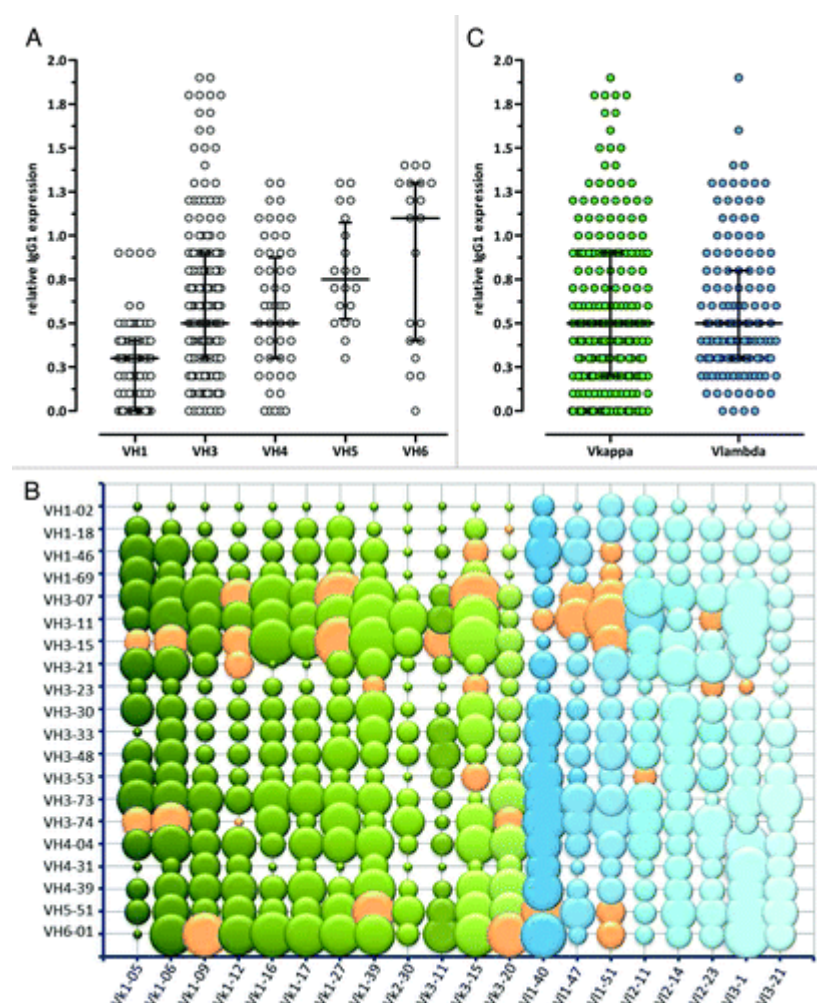 A
relative IgG1 expression
2.0
1.8
1.5
1.3
1.0
0.8
0.5
0.3
0.0
VH1 VH3 VH4 VH5 VH6
C
relative IgG1 expression
2.0
1.8
1.5
1.3
1.0
0.8
0.5
0.3
0.0
Vkappa Vlambda
B
VH1-02
VH1-18
VH1-46
VH1-69
VH3-07
VH3-11
VH3-15
VH3-21
VH3-23
VH3-30
VH3-33
VH3-48
VH3-53
VH3-73
VH3-74
VH4-04
VH4-31
VH4-39
VH5-51
VH6-01
Vk1-05 Vk1-06 Vk1-09 Vk1-12 Vk1-16 Vk1-17 Vk1-27 Vk1-39 Vk2-30 Vk3-11 Vk3-15 Vk3-20 Vl1-40 Vl1-47 Vl1-51 Vl2-11 Vl2-14 Vl2-23 Vl3-1 Vl3-21